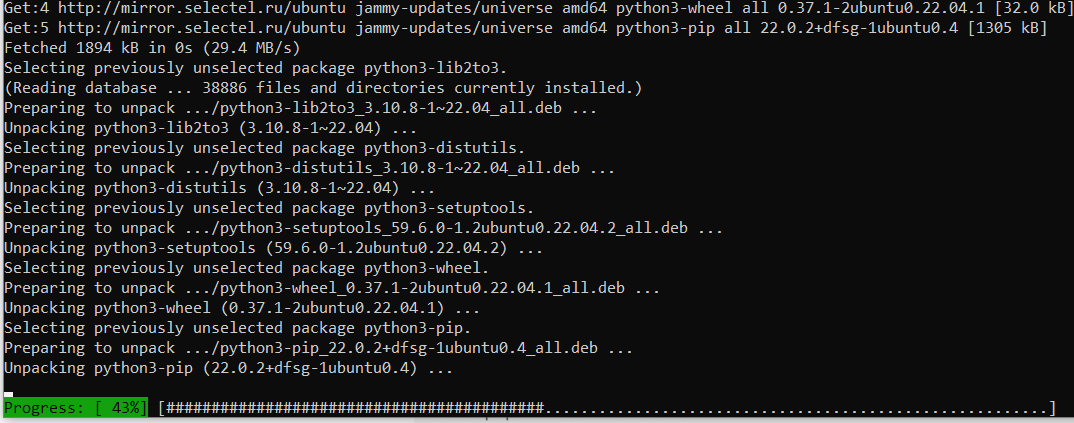 Get:4 http://mirror.selectel.ru/ubuntu jammy-updates/universe amd64 python3-wheel all 0.37.1-2ubuntu0.22.04.1 [32.0 kB]
Get:5 http://mirror.selectel.ru/ubuntu jammy-updates/universe amd64 python3-pip all 22.0.2+dfsg-1ubuntu0.4 [1305 kB]
Fetched 1894 kB in 0s (29.4 MB/s)
Selecting previously unselected package python3-lib2to3.
(Reading database ... 38886 files and directories currently installed.)
Preparing to unpack .../python3-lib2to3_3.10.8-1~22.04_all.deb ...
Unpacking python3-lib2to3 (3.10.8-1~22.04) ...
Selecting previously unselected package python3-distutils.
Preparing to unpack .../python3-distutils_3.10.8-1~22.04_all.deb ...
Unpacking python3-distutils (3.10.8-1~22.04) ...
Selecting previously unselected package python3-setuptools.
Preparing to unpack .../python3-setuptools_59.6.0-1.2ubuntu0.22.04.2_all.deb ...
Unpacking python3-setuptools (59.6.0-1.2ubuntu0.22.04.2) ...
Selecting previously unselected package python3-wheel.
Preparing to unpack .../python3-wheel_0.37.1-2ubuntu0.22.04.1_all.deb ...
Unpacking python3-wheel (0.37.1-2ubuntu0.22.04.1) ...
Selecting previously unselected package python3-pip.
Preparing to unpack .../python3-pip_22.0.2+dfsg-1ubuntu0.4_all.deb ...
Unpacking python3-pip (22.0.2+dfsg-1ubuntu0.4) ...
Progress: [ 43%] [##########################################........................................................]